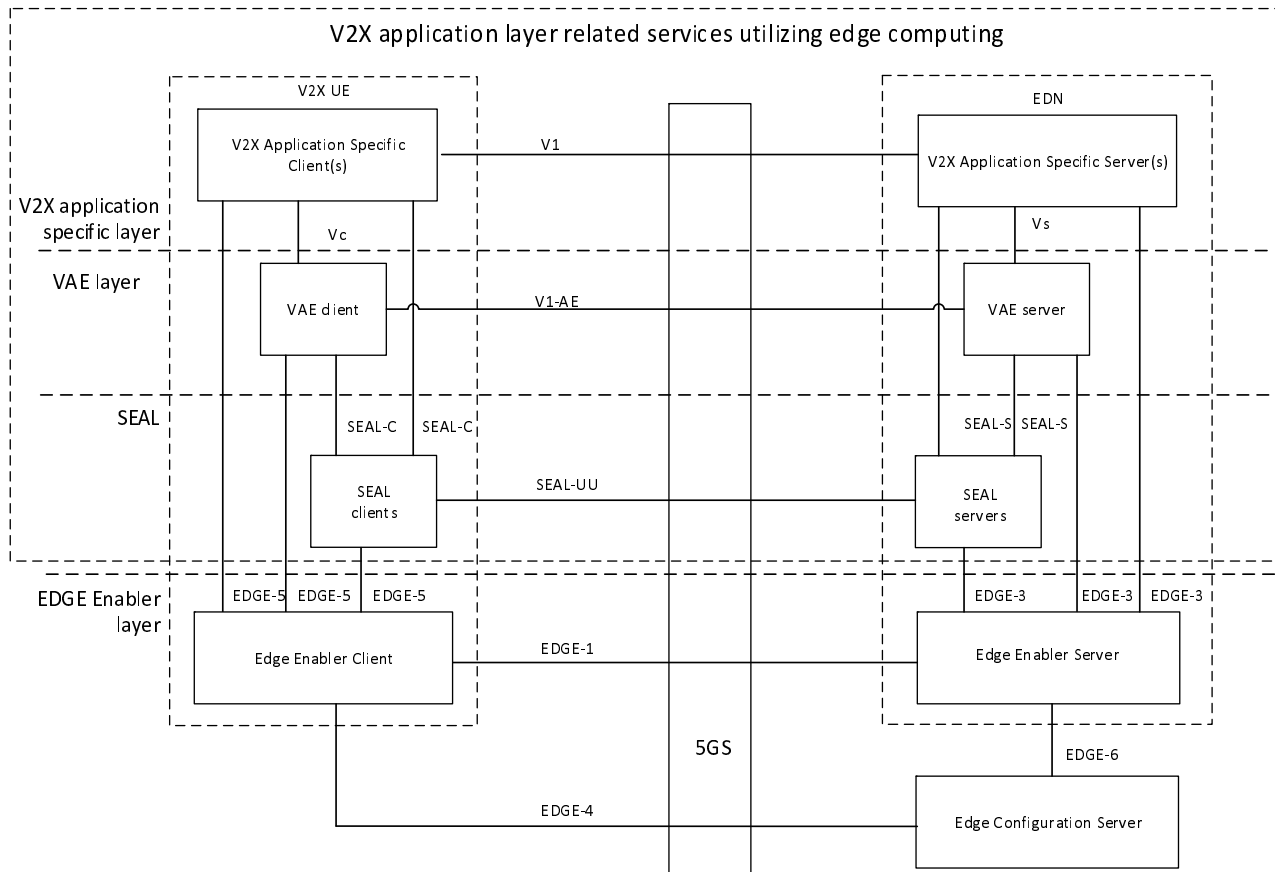 V2X application layer related services utilizing edge computing
V2X UE
EDN
V2X Application Specific
Client(s)
V1
V2X Application Specific Server(s)
V2X application
specific layer
Vc
Vs
VAE layer
VAE client
V1-AE
VAE server
SEAL
SEAL-C
SEAL-C
SEAL-S
SEAL-S
SEAL
clients
SEAL-UU
SEAL
servers
EDGE Enabler
layer
EDGE-5
EDGE-5
EDGE-5
EDGE-3
EDGE-3
EDGE-3
Edge Enabler Client
EDGE-1
Edge Enabler Server
5GS
EDGE-6
EDGE-4
Edge Configuration Server